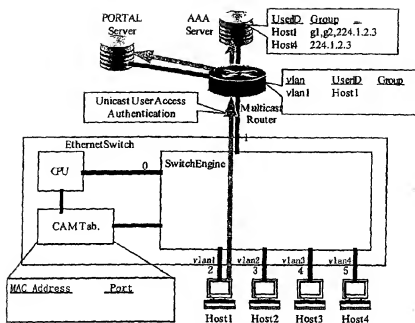 PORTAL
Server
AAA
Server
UserID Group
Host1 g1,g2,224.1.2.3
Host4 224.1.2.3
vlan UserID Group
vlan1 Host1
Unicast User Access
Authentication
Multicast
Router
1
EthernetSwitch
CPU
0
SwitchEngine
CAM Tab.
vlan1 vlan2 vlan3 vlan4
2 3 4 5
MAC Address Port
Host1 Host2 Host3 Host4